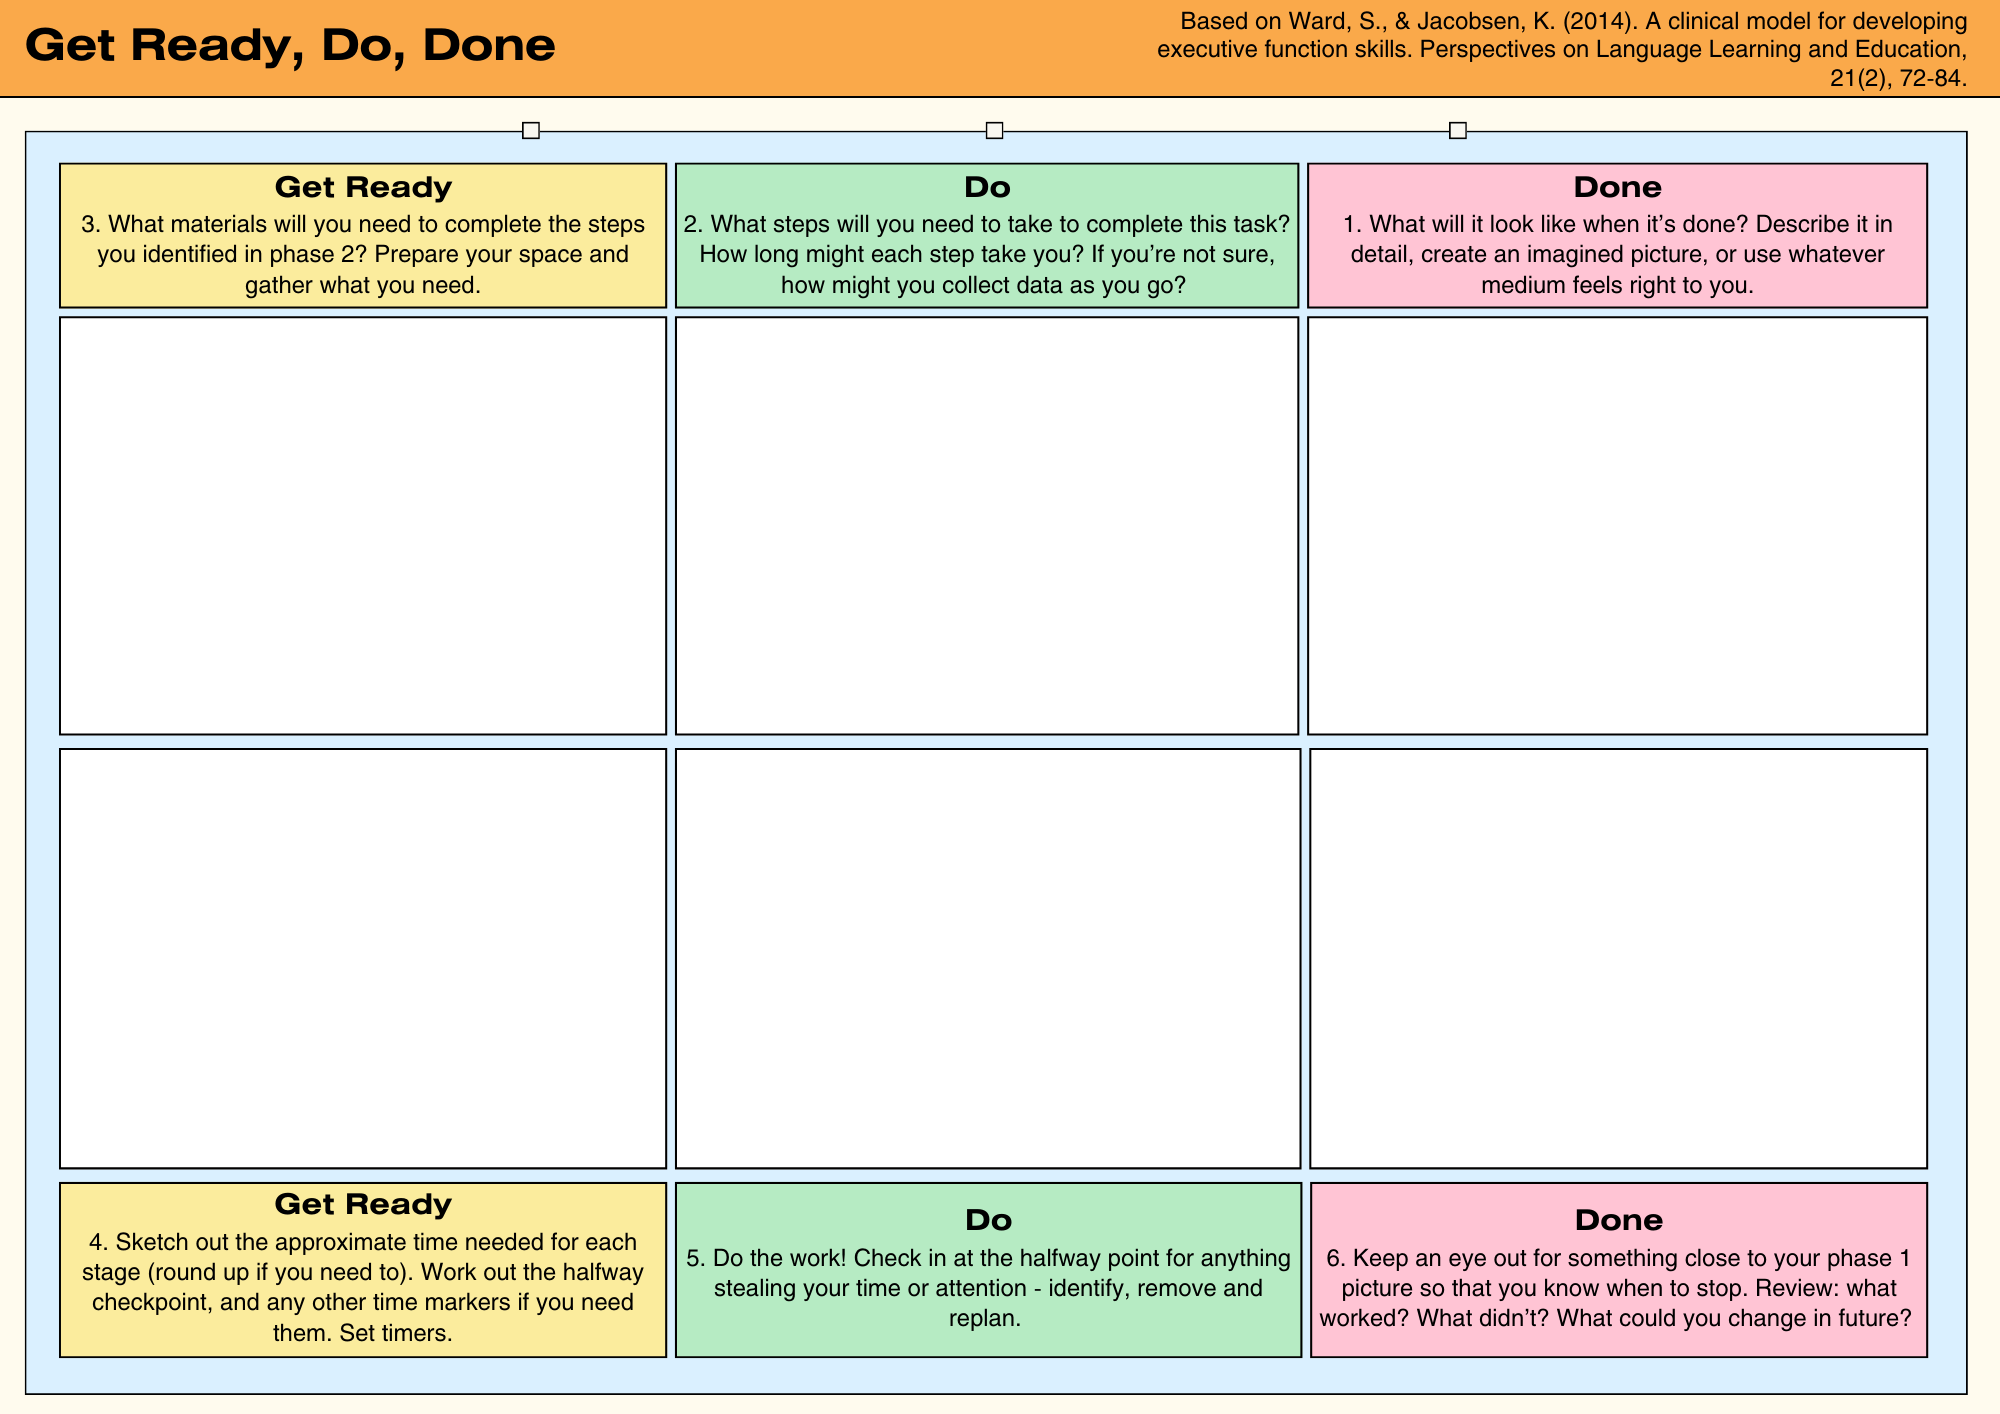 Get Ready, Do, Done
Based on Ward, S., & Jacobsen, K. (2014). A clinical model for developing
executive function skills. Perspectives on Language Learning and Education,
21(2), 72-84.
Get Ready
3. What materials will you need to complete the steps
you identified in phase 2? Prepare your space and
gather what you need.
Do
2. What steps will you need to take to complete this task?
How long might each step take you? If you’re not sure,
how might you collect data as you go?
Done
1. What will it look like when it’s done? Describe it in
detail, create an imagined picture, or use whatever
medium feels right to you.
Get Ready
4. Sketch out the approximate time needed for each
stage (round up if you need to). Work out the halfway
checkpoint, and any other time markers if you need
them. Set timers.
Do
5. Do the work! Check in at the halfway point for anything
stealing your time or attention - identify, remove and
replan.
Done
6. Keep an eye out for something close to your phase 1
picture so that you know when to stop. Review: what
worked? What didn’t? What could you change in future?